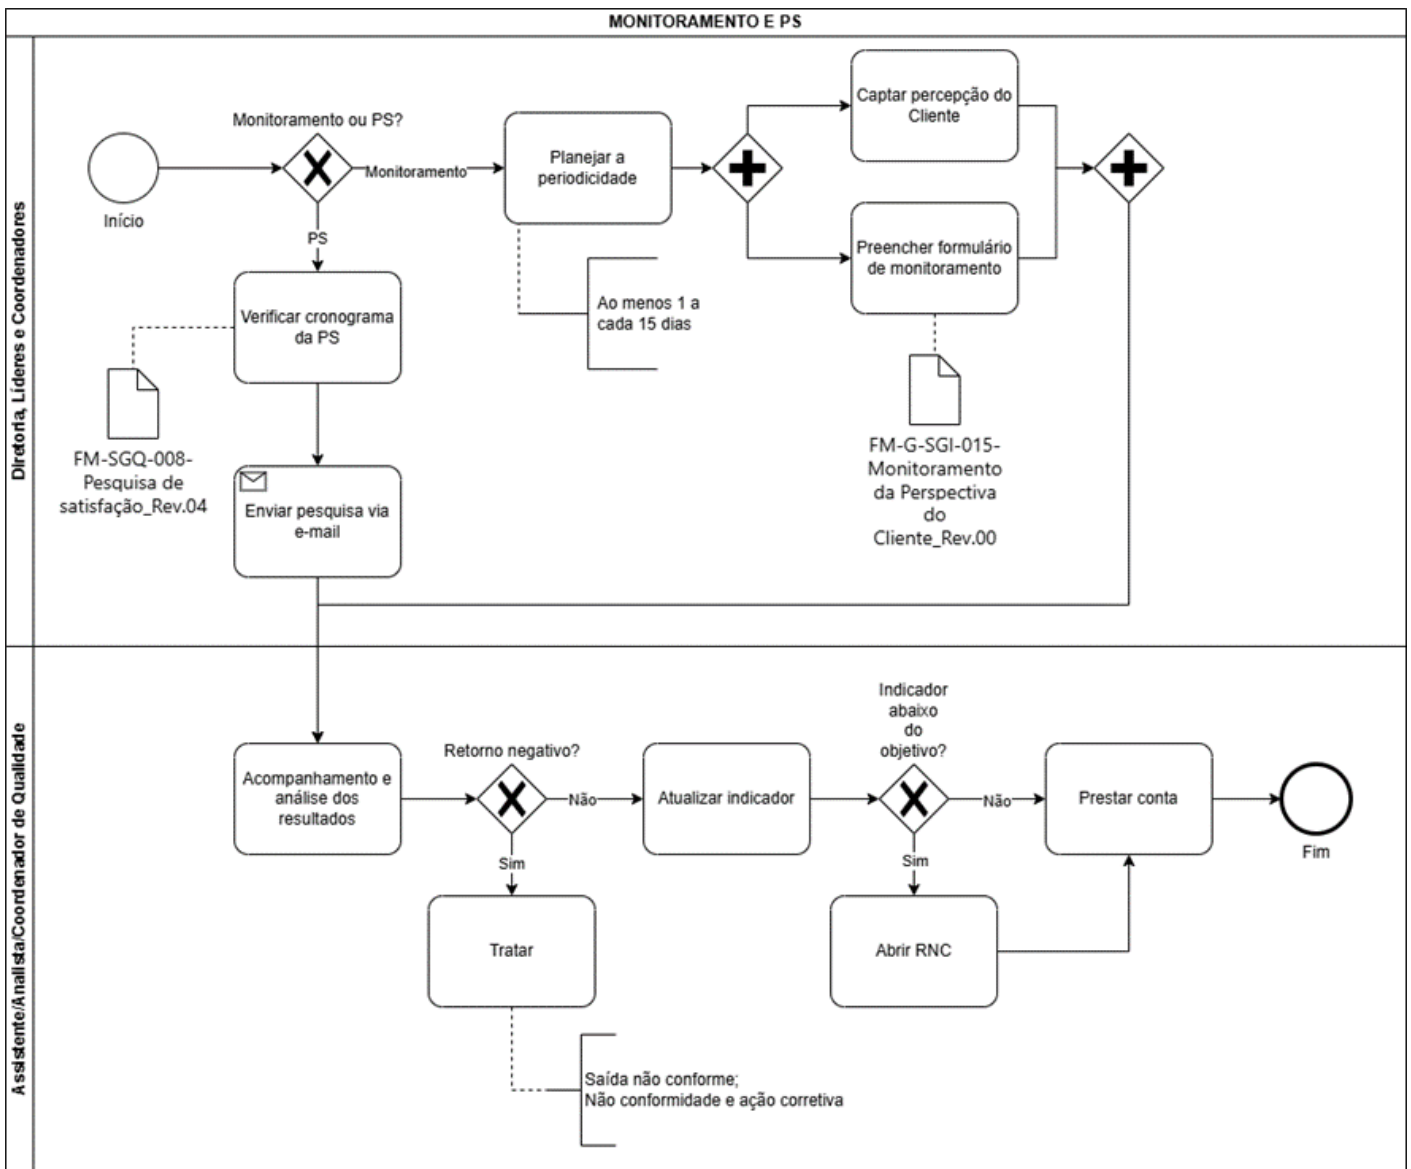 MONITORAMENTO E PS
Diretoria, Líderes e Coordenadores
Monitoramento ou PS?
Início
Monitoramento
PS
Planejar a
periodicidade
Captar percepção do
Cliente
Preencher formulário
de monitoramento
Ao menos 1 a
cada 15 dias
Verificar cronograma
da PS
FM-SGQ-008-
Pesquisa de
satisfação_Rev.04
FM-G-SGI-015-
Monitoramento
da Perspectiva
do
Cliente_Rev.00
Enviar pesquisa via
e-mail
Assistente/Analista/Coordenador de Qualidade
Acompanhamento e
análise dos
resultados
Retorno negativo?
Não
Sim
Atualizar indicador
Indicador
abaixo
do
objetivo?
Não
Sim
Prestar conta
Fim
Tratar
Abrir RNC
Saída não conforme;
Não conformidade e ação corretiva